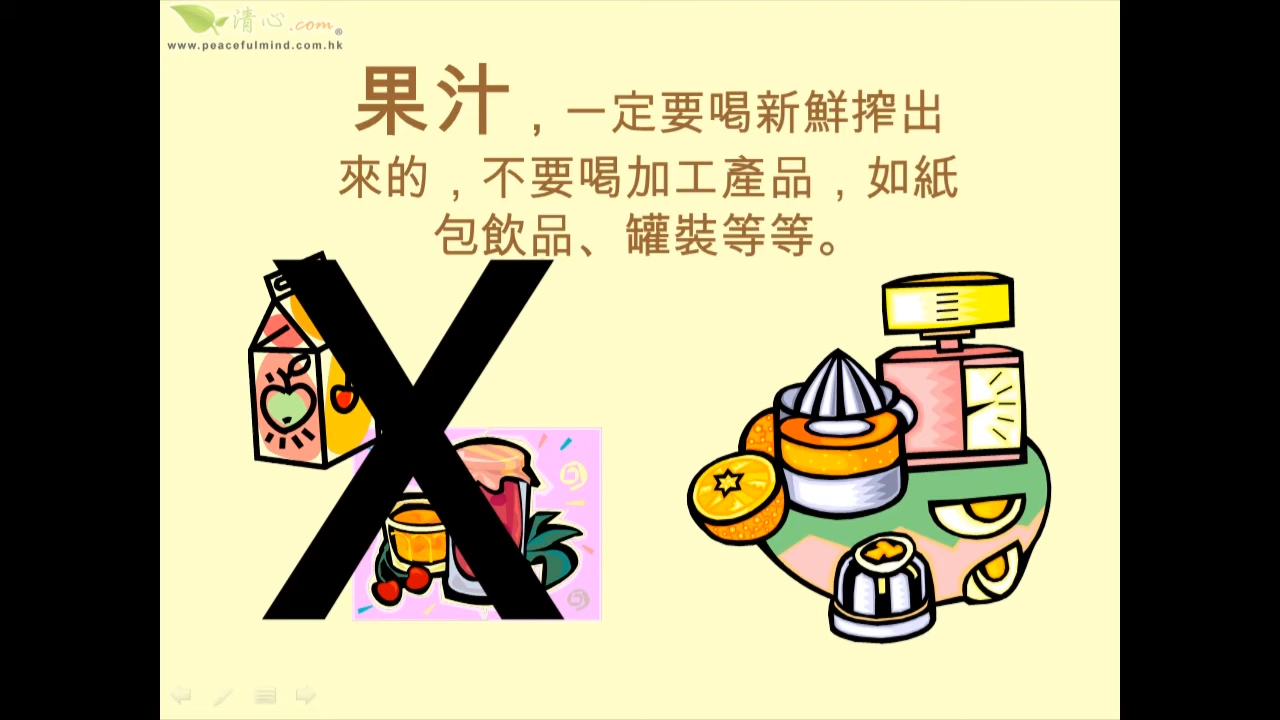 清心.com®
www.peacefulmind.com.hk
果汁，一定要喝新鮮搾出
來的，不要喝加工產品，如紙
包飲品、罐裝等等。